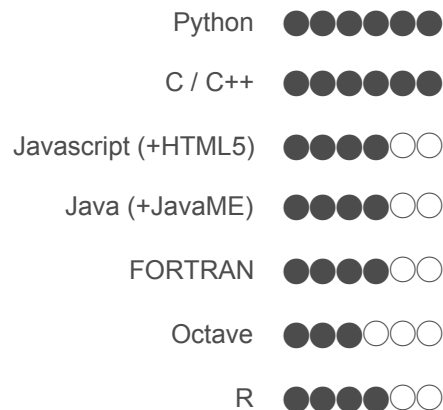 Python
C / C++
Javascript (+HTML5)
Java (+JavaME)
FORTRAN
Octave
R